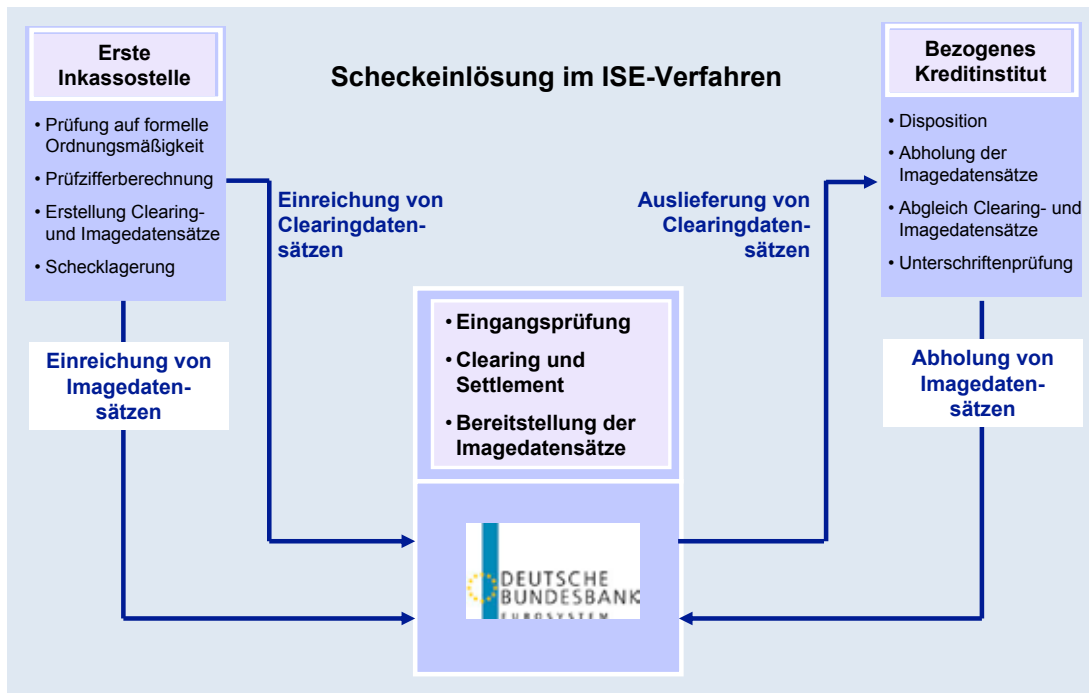 Scheckeinlösung im ISE-Verfahren
Erste
Inkassostelle
• Prüfung auf formelle
Ordnungsmäßigkeit
• Prüfzifferberechnung
• Erstellung Clearing-
und Imagedatensätze
• Schecklagerung
Einreichung von
Imagedaten-
sätzen
Einreichung von
Clearingdaten-
sätzen
• Eingangsprüfung
• Clearing und
Settlement
• Bereitstellung der
Imagedatensätze
DEUTSCHE
BUNDESBANK
EUROSYSTEM
Auslieferung von
Clearingdaten-
sätzen
Bezogenes
Kreditinstitut
• Disposition
• Abholung der
Imagedatensätze
• Abgleich Clearing- und
Imagedatensätze
• Unterschriftenprüfung
Abholung von
Imagedaten-
sätzen